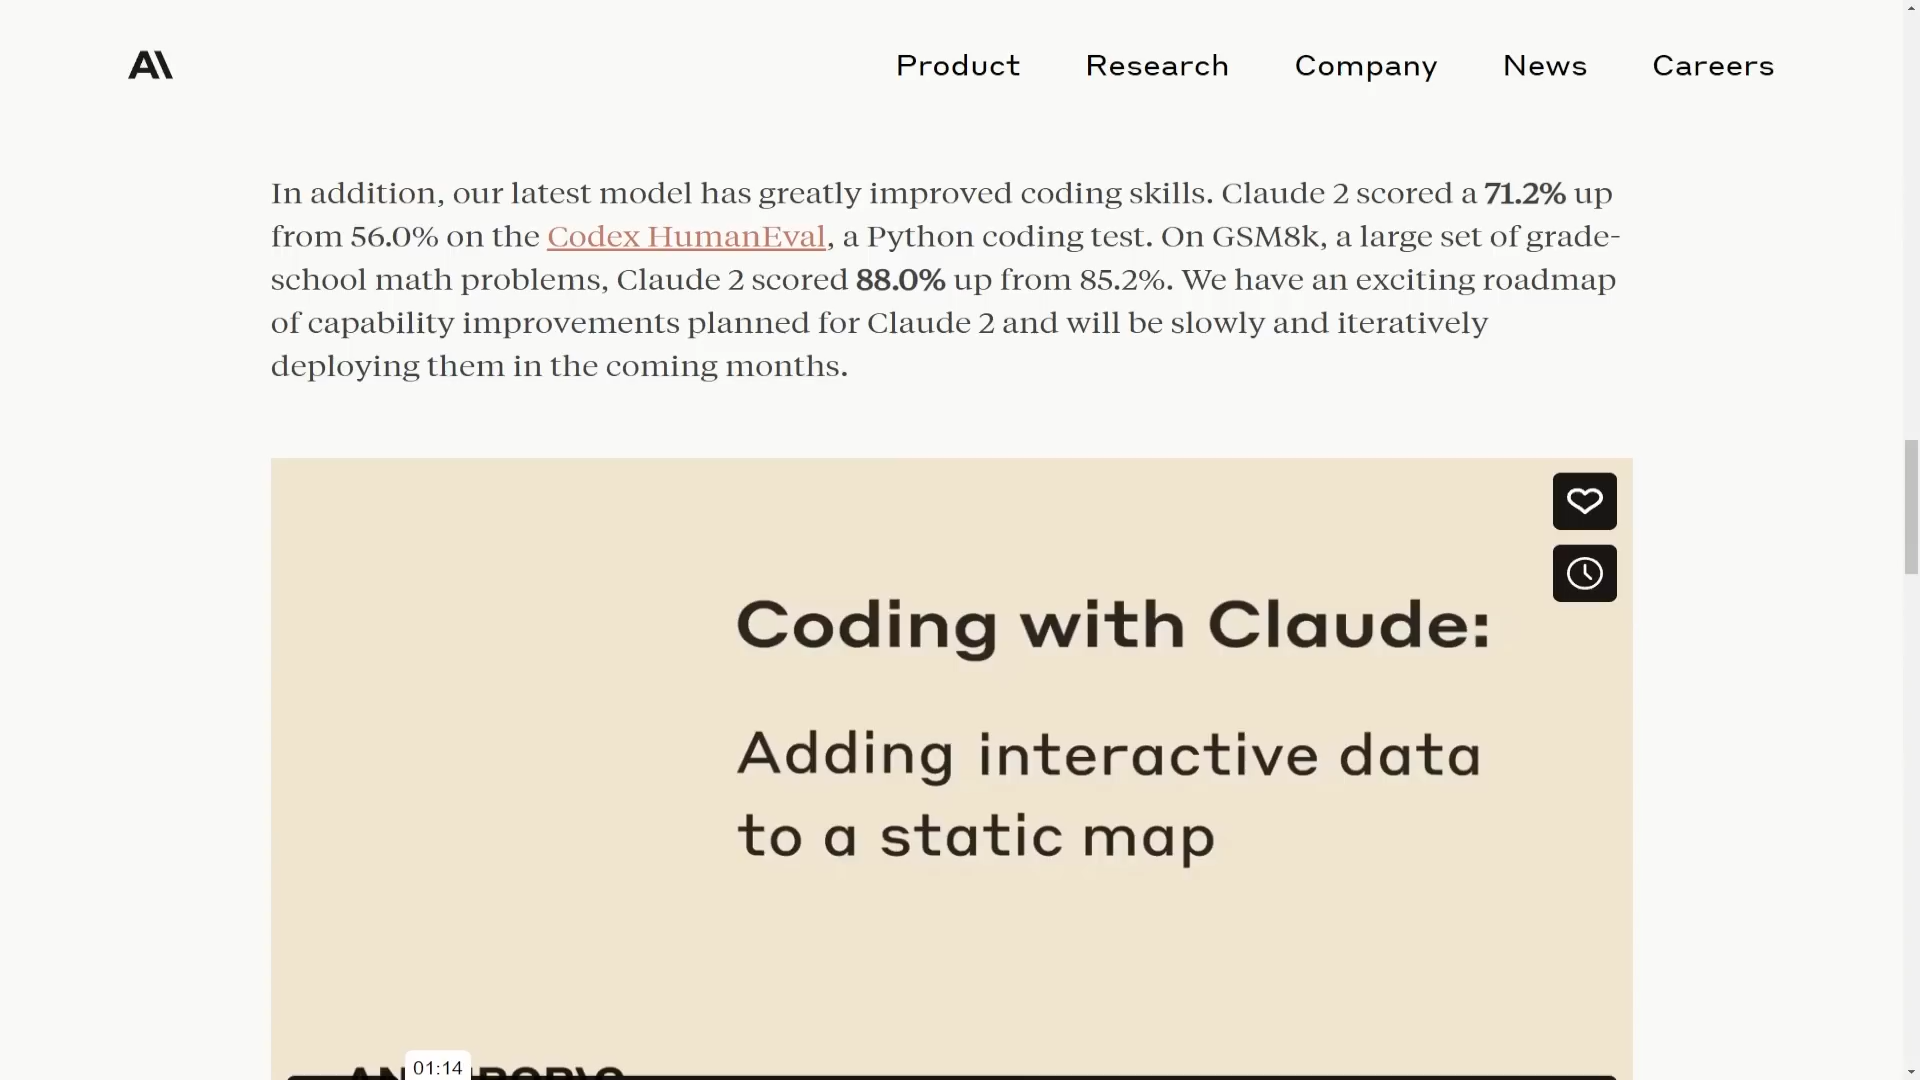 A\
Product Research Company News Careers
In addition, our latest model has greatly improved coding skills. Claude 2 scored a 71.2% up
from 56.0% on the Codex HumanEval, a Python coding test. On GSM8k, a large set of grade-
school math problems, Claude 2 scored 88.0% up from 85.2%. We have an exciting roadmap
of capability improvements planned for Claude 2 and will be slowly and iteratively
deploying them in the coming months.
Coding with Claude:
Adding interactive data
to a static map
01:14